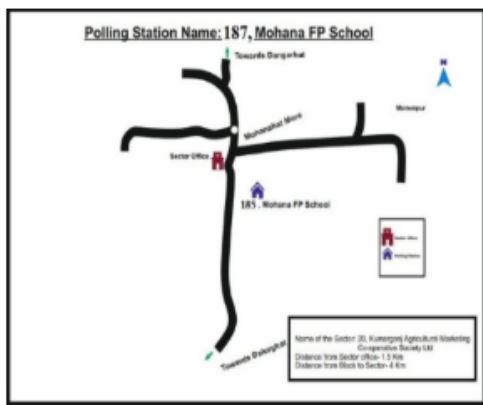 Polling Station Name: 187, Mohana FP School
Towards Dangarhat
N
Mohanahat More
Sector Office
185 . Mohana FP School
Sector Office
Polling Station
Towards Balurghat
Name of the Sector: 20, Kumarganj Agricultural Marketing
Cooperative Society Ltd
Distance from Sector office- 1.5 Km
Distance from Block to Sector- 4 Km